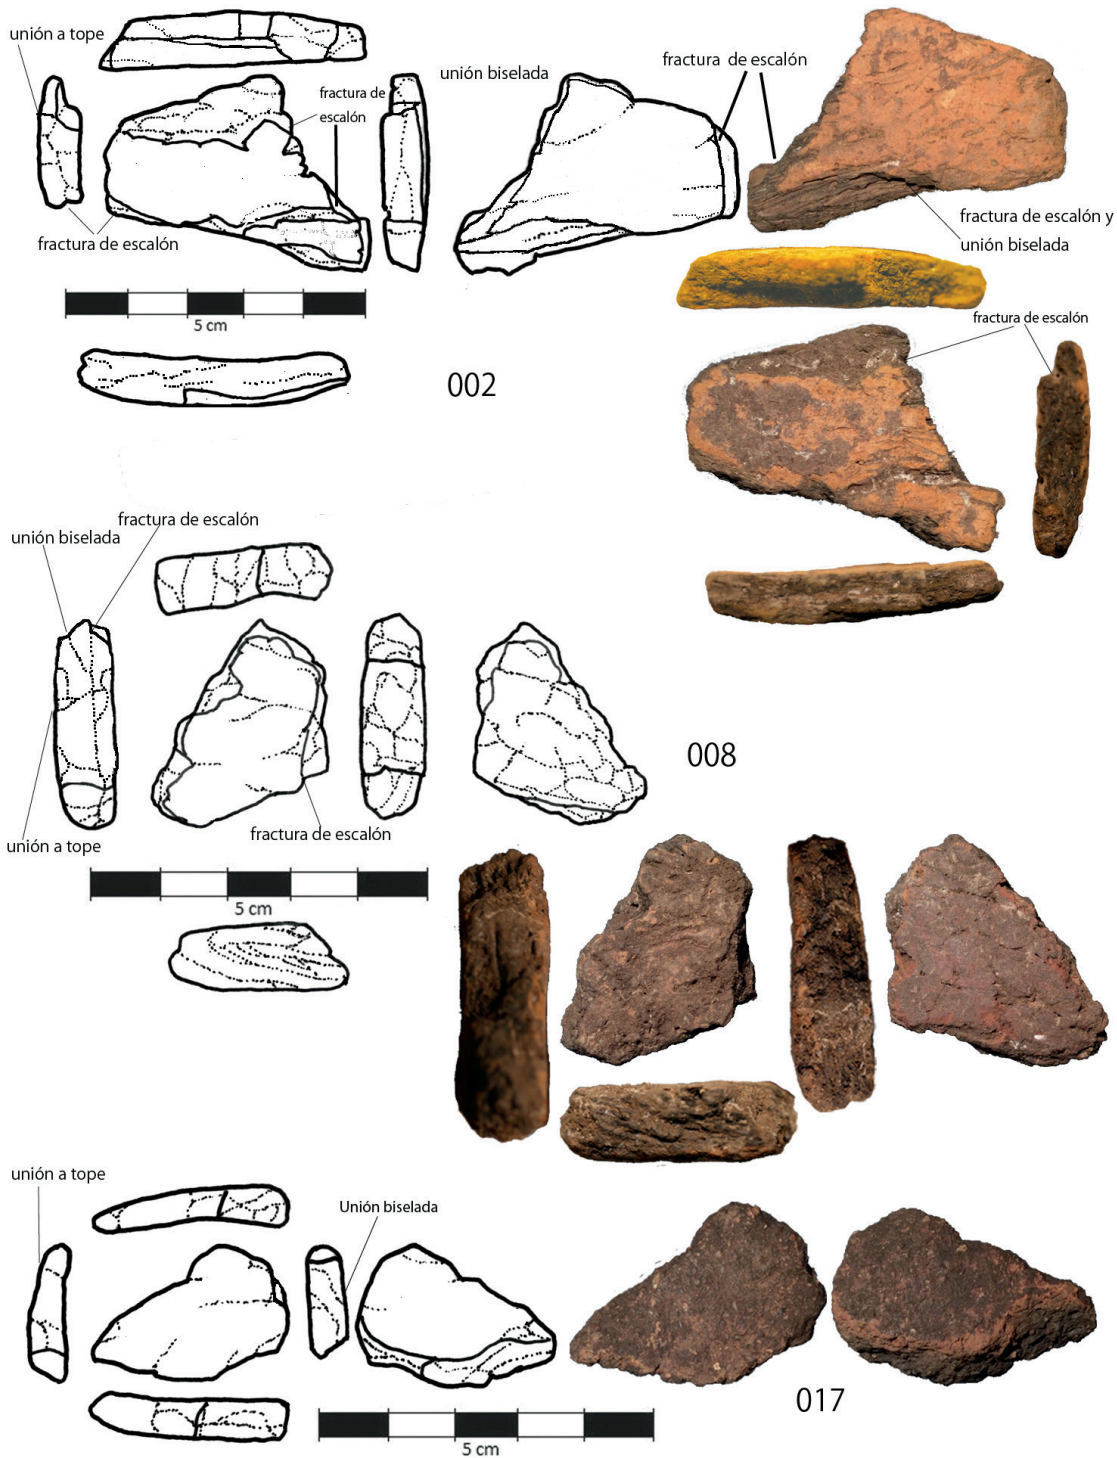 unión a tope
unión biselada
fractura de escalón
fractura de
escalón
fractura de escalón
fractura de escalón y
unión biselada
5 cm
fractura de escalón
002
fractura de escalón
unión biselada
008
fractura de escalón
unión a tope
5 cm
unión a tope
Unión biselada
017
5 cm